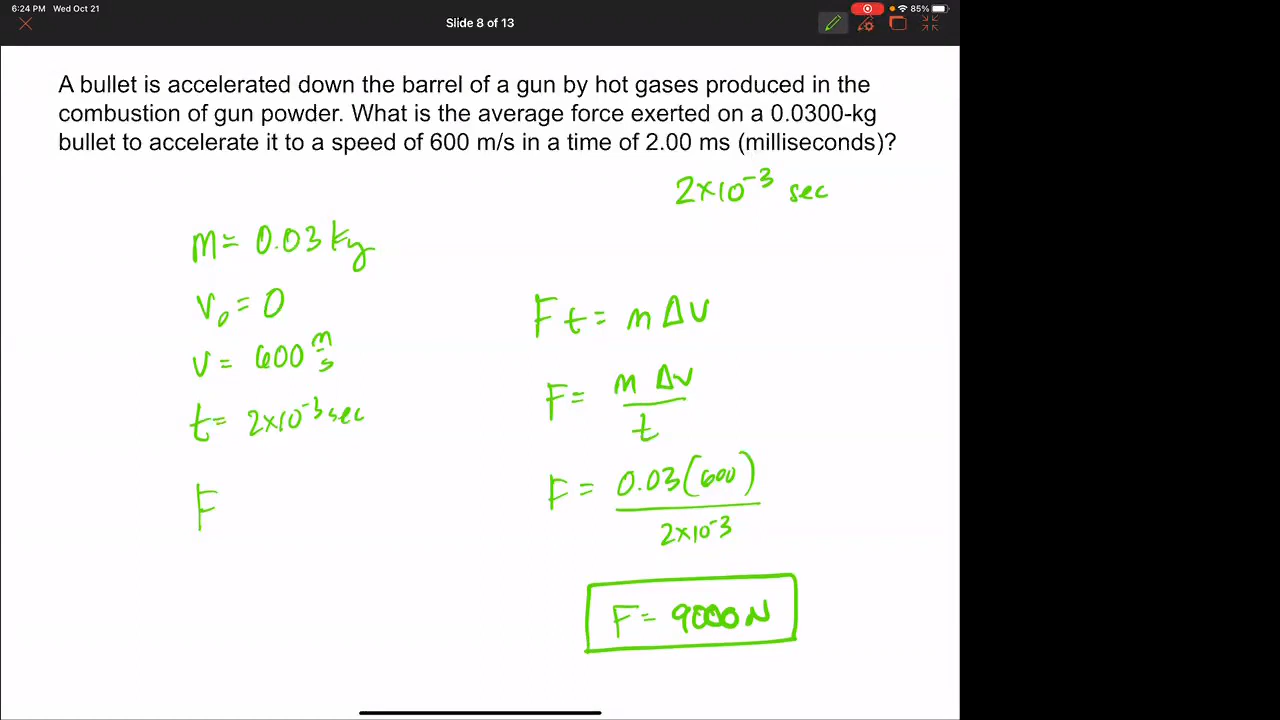 6:24 PM Wed Oct 21
85%
Slide 8 of 13
A bullet is accelerated down the barrel of a gun by hot gases produced in the
combustion of gun powder. What is the average force exerted on a 0.0300-kg
bullet to accelerate it to a speed of 600 m/s in a time of 2.00 ms (milliseconds)?
2×10⁻³ sec
m = 0.03 kg
v₀ = 0
v = 600 m/s
t = 2×10⁻³ sec
F
F t = m Δv
F = m Δv / t
F = 0.03(600) / 2×10⁻³
F = 9000 N